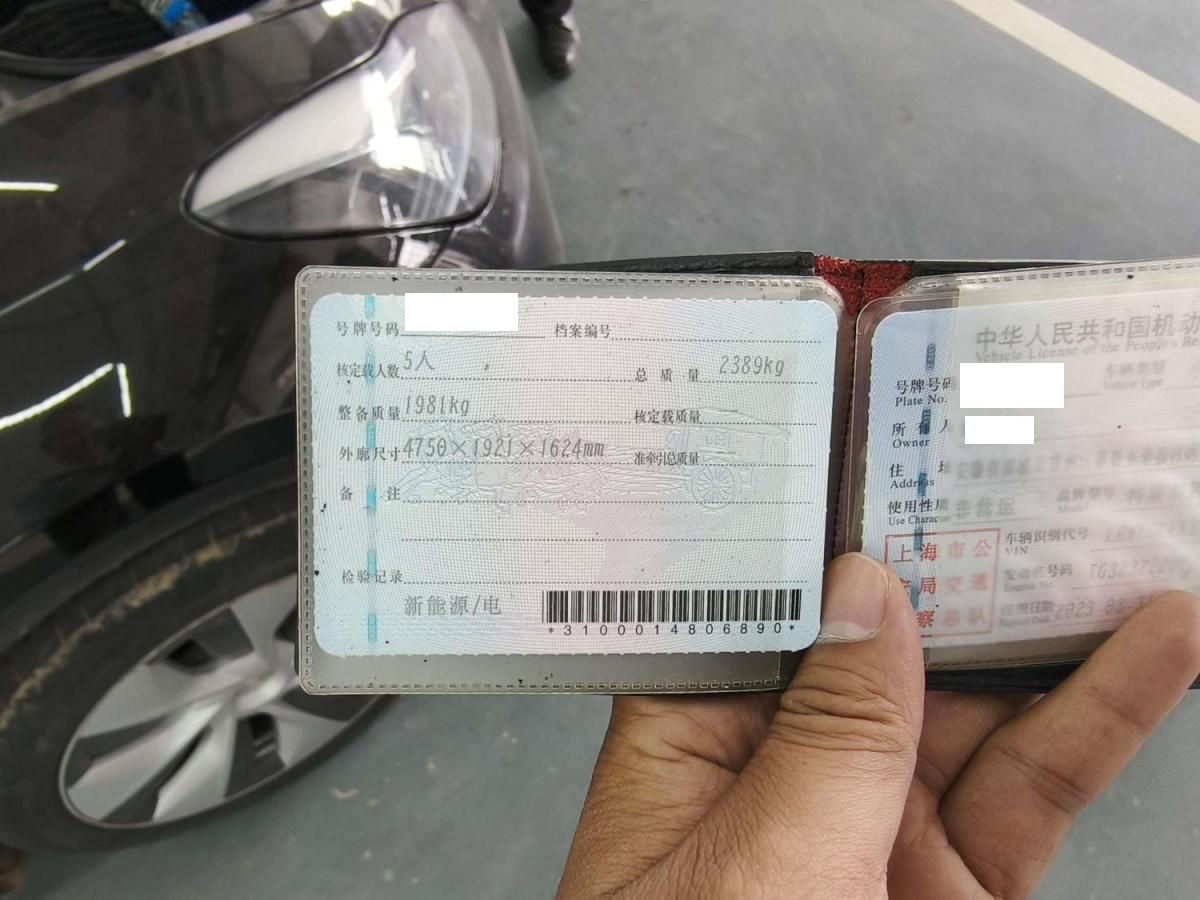 号牌号码 档案编号
核定载人数 5人 总质量 2389kg
整备质量 1981kg 核定载质量
外廓尺寸 4750×1921×1624mm 准牵引总质量
备注
检验记录
新能源/电
*3100014806890*
中华人民共和国机动
Vehicle License of the People's Re
号牌号码 车辆类型
Plate No. Vehicle Type
所有人
Owner
住
Address
使用性 非营运 品牌型号
Use Charac
上海市公 车辆识别代号
VIN
局交通 发动机号码
Engine No.
察总队 注册日期